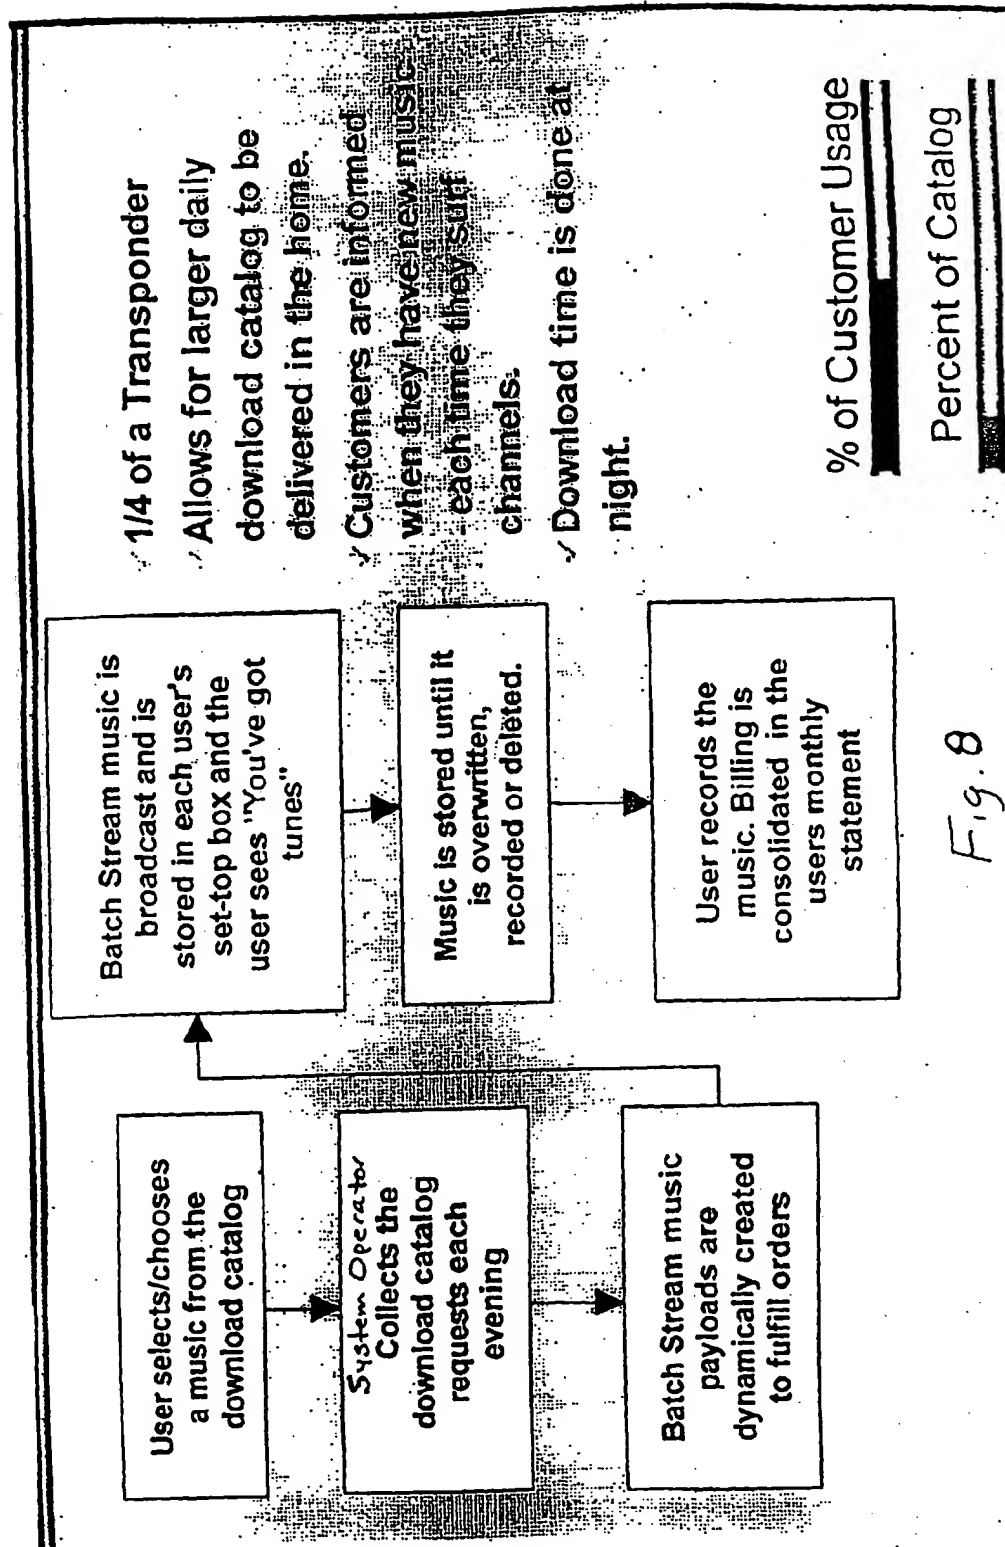 User selects/chooses
a music from the
download catalog
System Operator
Collects the
download catalog
requests each
evening
Batch Stream music
payloads are
dynamically created
to fulfill orders
Batch Stream music is
broadcast and is
stored in each user's
set-top box and the
user sees "You've got
tunes"
Music is stored until it
is overwritten,
recorded or deleted.
User records the
music. Billing is
consolidated in the
users monthly
statement
✓ 1/4 of a Transponder
✓ Allows for larger daily
download catalog to be
delivered in the home.
✓ Customers are informed
when they have new music
each time they surf
channels.
✓ Download time is done at
night.
% of Customer Usage
Percent of Catalog
Fig. 8